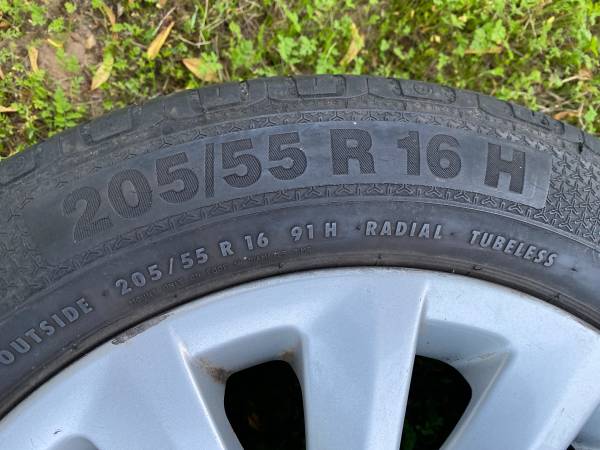 205/55 R 16 H
OUTSIDE 205/55 R 16 91 H RADIAL TUBELESS